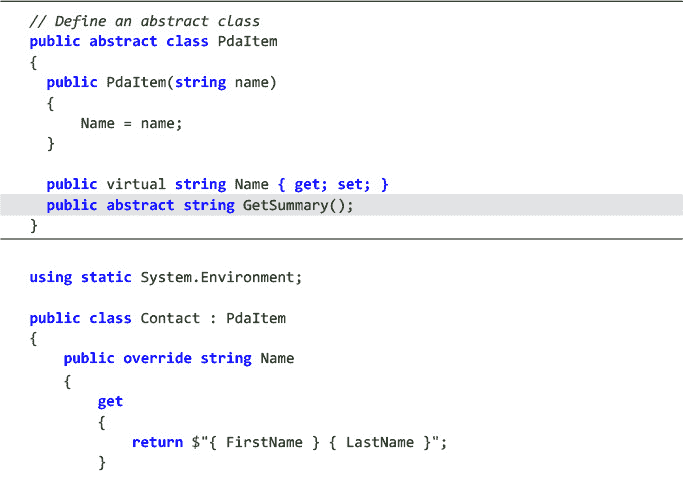 // Define an abstract class
public abstract class PdaItem
{
  public PdaItem(string name)
  {
      Name = name;
  }

  public virtual string Name { get; set; }
  public abstract string GetSummary();
}

using static System.Environment;

public class Contact : PdaItem
{
    public override string Name
    {
        get
        {
            return $"{ FirstName } { LastName }";
        }